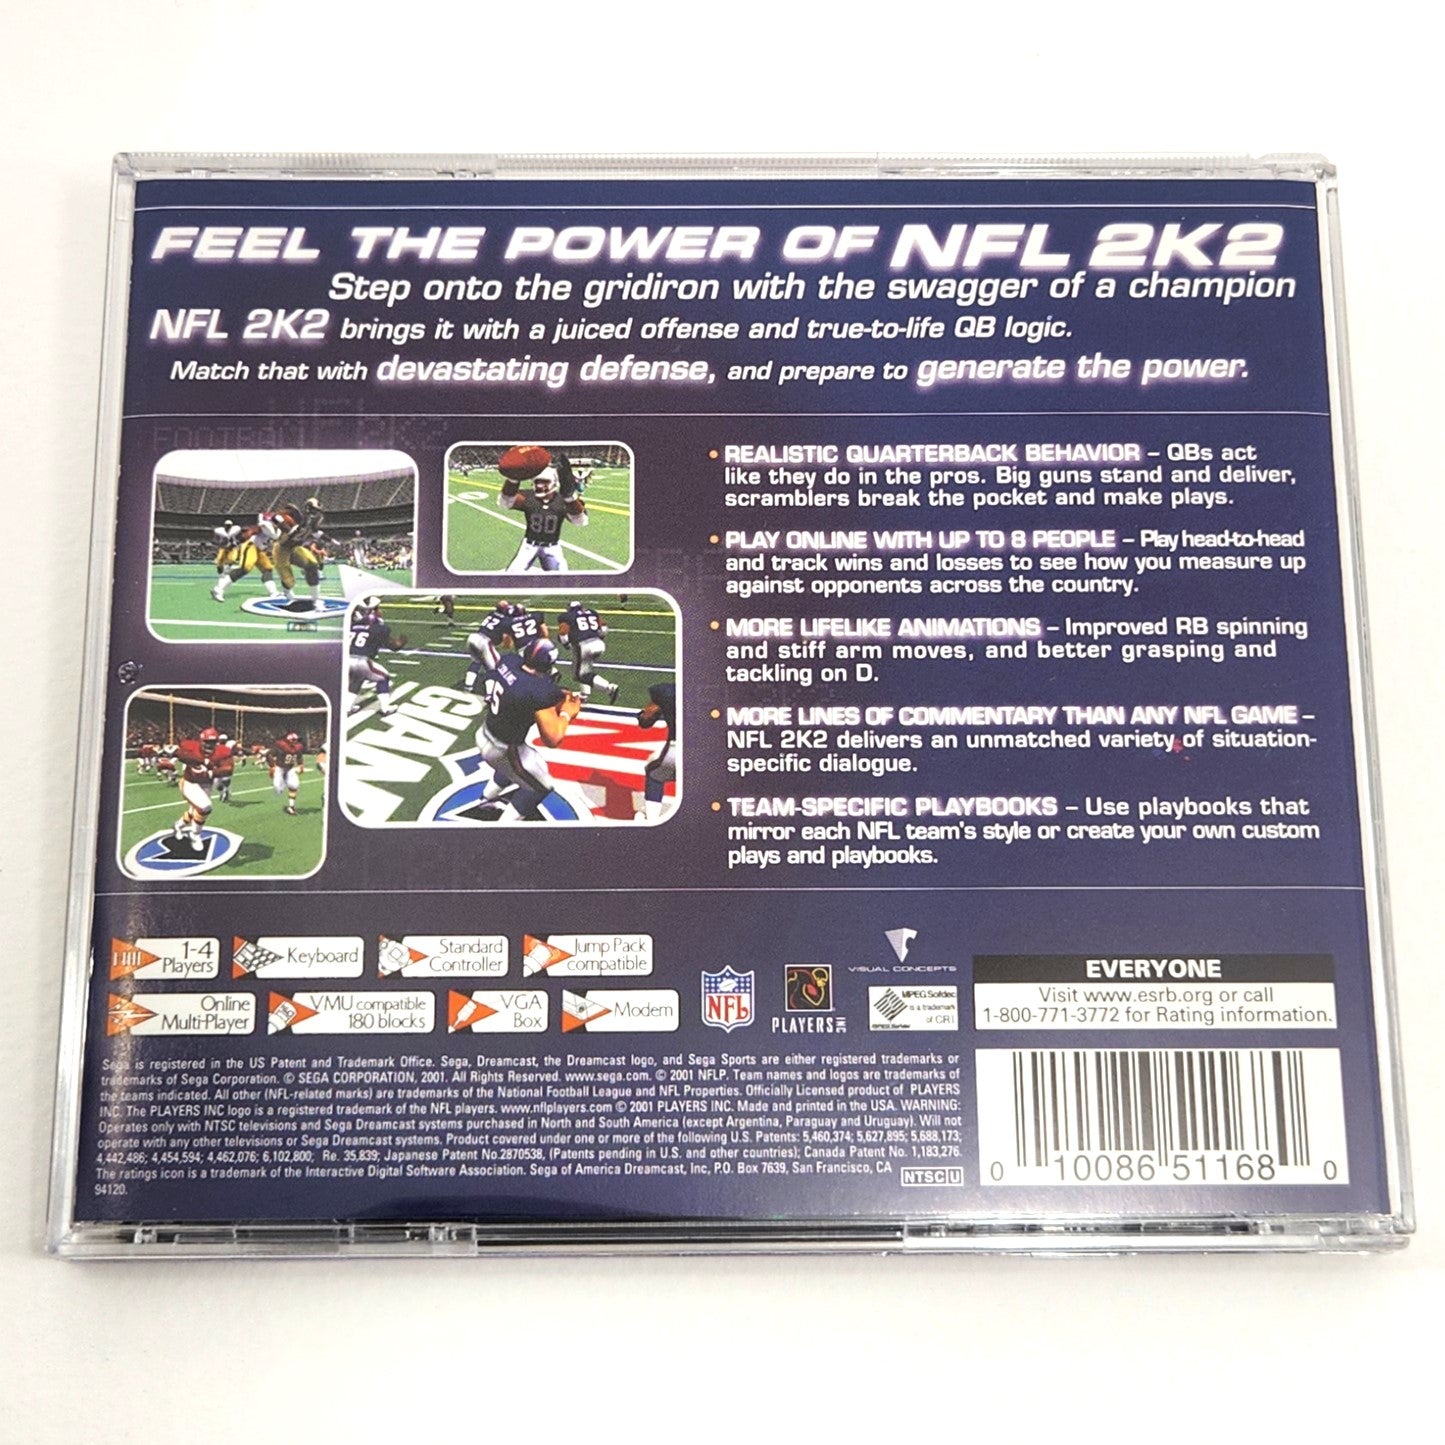 FEEL THE POWER OF NFL 2K2
Step onto the gridiron with the swagger of a champion
NFL 2K2 brings it with a juiced offense and true-to-life QB logic.
Match that with devastating defense, and prepare to generate the power.
FOOTBALL
80
76
62
52
65
5
GIAN
• REALISTIC QUARTERBACK BEHAVIOR – QBs act
like they do in the pros. Big guns stand and deliver,
scramblers break the pocket and make plays.
• PLAY ONLINE WITH UP TO 8 PEOPLE – Play head-to-head
and track wins and losses to see how you measure up
against opponents across the country.
• MORE LIFELIKE ANIMATIONS – Improved RB spinning
and stiff arm moves, and better grasping and
tackling on D.
• MORE LINES OF COMMENTARY THAN ANY NFL GAME –
NFL 2K2 delivers an unmatched variety of situation-
specific dialogue.
• TEAM-SPECIFIC PLAYBOOKS – Use playbooks that
mirror each NFL team's style or create your own custom
plays and playbooks.
1-4
Players
Keyboard
Standard
Controller
Jump Pack
compatible
Online
Multi-Player
VMU compatible
180 blocks
VGA
Box
Modem
NFL
PLAYERS INC
VISUAL CONCEPTS
MPEG Sofdec
is a trademark
of CRI
EVERYONE
Visit www.esrb.org or call
1-800-771-3772 for Rating information.
Sega is registered in the US Patent and Trademark Office. Sega, Dreamcast, the Dreamcast logo, and Sega Sports are either registered trademarks or
trademarks of Sega Corporation. © SEGA CORPORATION, 2001. All Rights Reserved. www.sega.com. © 2001 NFLP. Team names and logos are trademarks of
the teams indicated. All other (NFL-related marks) are trademarks of the National Football League and NFL Properties. Officially Licensed product of PLAYERS
INC. The PLAYERS INC logo is a registered trademark of the NFL players. www.nflplayers.com © 2001 PLAYERS INC. Made and printed in the USA. WARNING:
Operates only with NTSC televisions and Sega Dreamcast systems purchased in North and South America (except Argentina, Paraguay and Uruguay). Will not
operate with any other televisions or Sega Dreamcast systems. Product covered under one or more of the following U.S. Patents: 5,460,374; 5,627,895; 5,688,173;
4,442,486; 4,454,594; 4,462,076; 6,102,800; Re. 35,839; Japanese Patent No.2870538, (Patents pending in U.S. and other countries); Canada Patent No. 1,183,276.
The ratings icon is a trademark of the Interactive Digital Software Association. Sega of America Dreamcast, Inc, P.O. Box 7639, San Francisco, CA
94120.
NTSC U
0 10086 51168 0